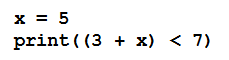 x = 5
print((3 + x) < 7)